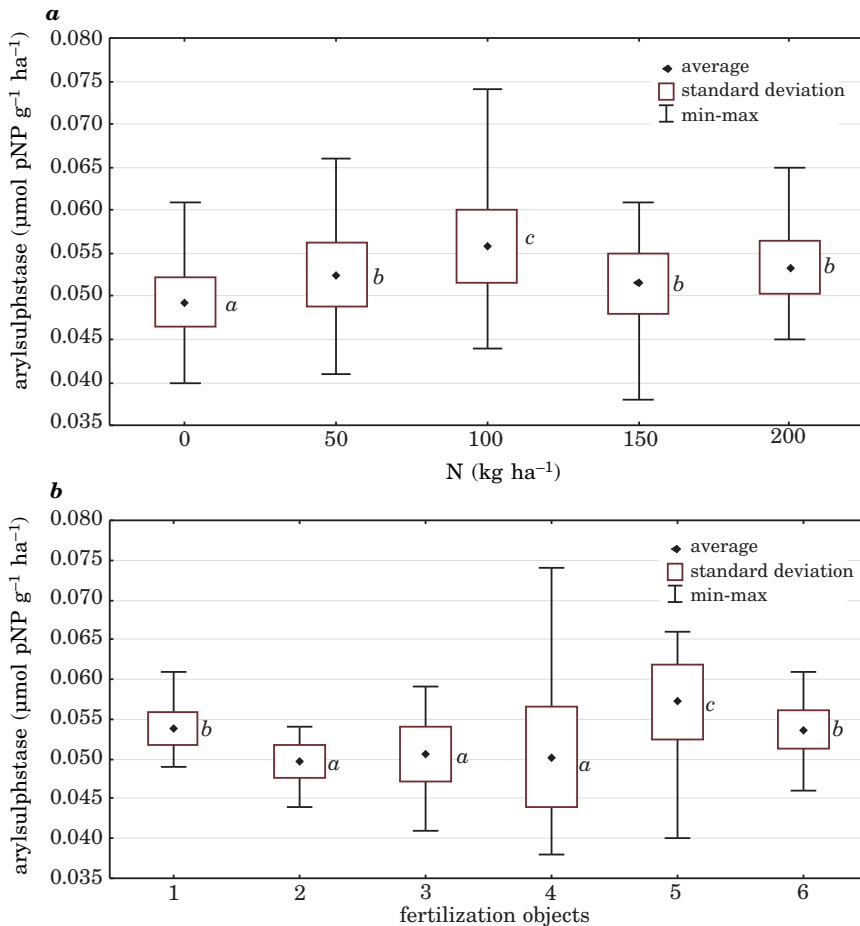 a
0.080
0.075
0.070
0.065
0.060
0.055
0.050
0.045
0.040
0.035
arylsulphstase (μmol pNP g⁻¹ ha⁻¹)
average
standard deviation
min-max
a
b
c
b
b
0
50
100
150
200
N (kg ha⁻¹)
b
0.080
0.075
0.070
0.065
0.060
0.055
0.050
0.045
0.040
0.035
arylsulphstase (μmol pNP g⁻¹ ha⁻¹)
average
standard deviation
min-max
b
a
a
a
c
b
1
2
3
4
5
6
fertilization objects